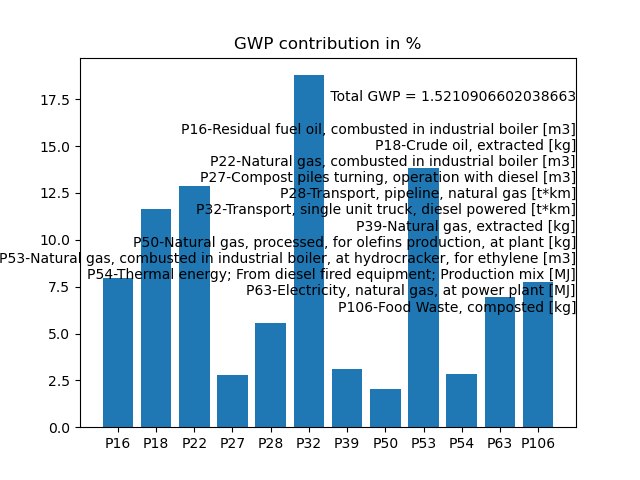 GWP contribution in %
17.5
Total GWP = 1.5210906602038663
15.0
P16-Residual fuel oil, combusted in industrial boiler [m3]
P18-Crude oil, extracted [kg]
P22-Natural gas, combusted in industrial boiler [m3]
12.5
P27-Compost piles turning, operation with diesel [m3]
P28-Transport, pipeline, natural gas [t*km]
P32-Transport, single unit truck, diesel powered [t*km]
10.0
P39-Natural gas, extracted [kg]
P50-Natural gas, processed, for olefins production, at plant [kg]
P53-Natural gas, combusted in industrial boiler, at hydrocracker, for ethylene [m3]
P54-Thermal energy; From diesel fired equipment; Production mix [MJ]
7.5
P63-Electricity, natural gas, at power plant [MJ]
P106-Food Waste, composted [kg]
5.0
2.5
0.0
P16 P18 P22 P27 P28 P32 P39 P50 P53 P54 P63 P106